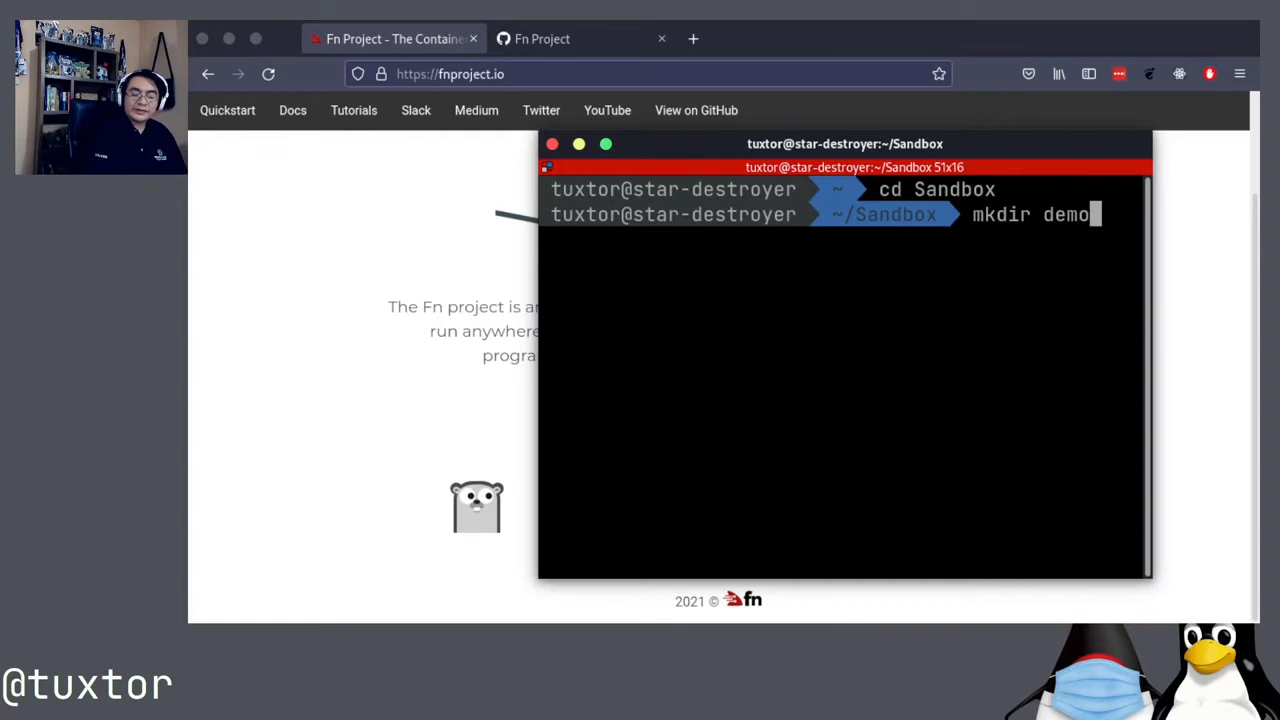 Fn Project - The Containe
Fn Project
https://fnproject.io
Quickstart Docs Tutorials Slack Medium Twitter YouTube View on GitHub
tuxtor@star-destroyer:~/Sandbox
tuxtor@star-destroyer:~/Sandbox 51x16
tuxtor@star-destroyer ~ cd Sandbox
tuxtor@star-destroyer ~/Sandbox mkdir demo
The Fn project is an
run anywhere
progra
2021 © fn
@tuxtor